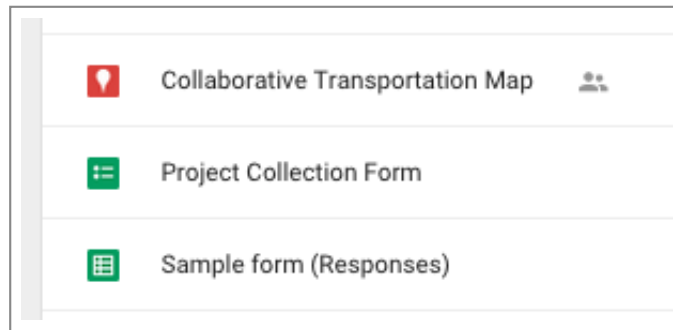 Collaborative Transportation Map
Project Collection Form
Sample form (Responses)